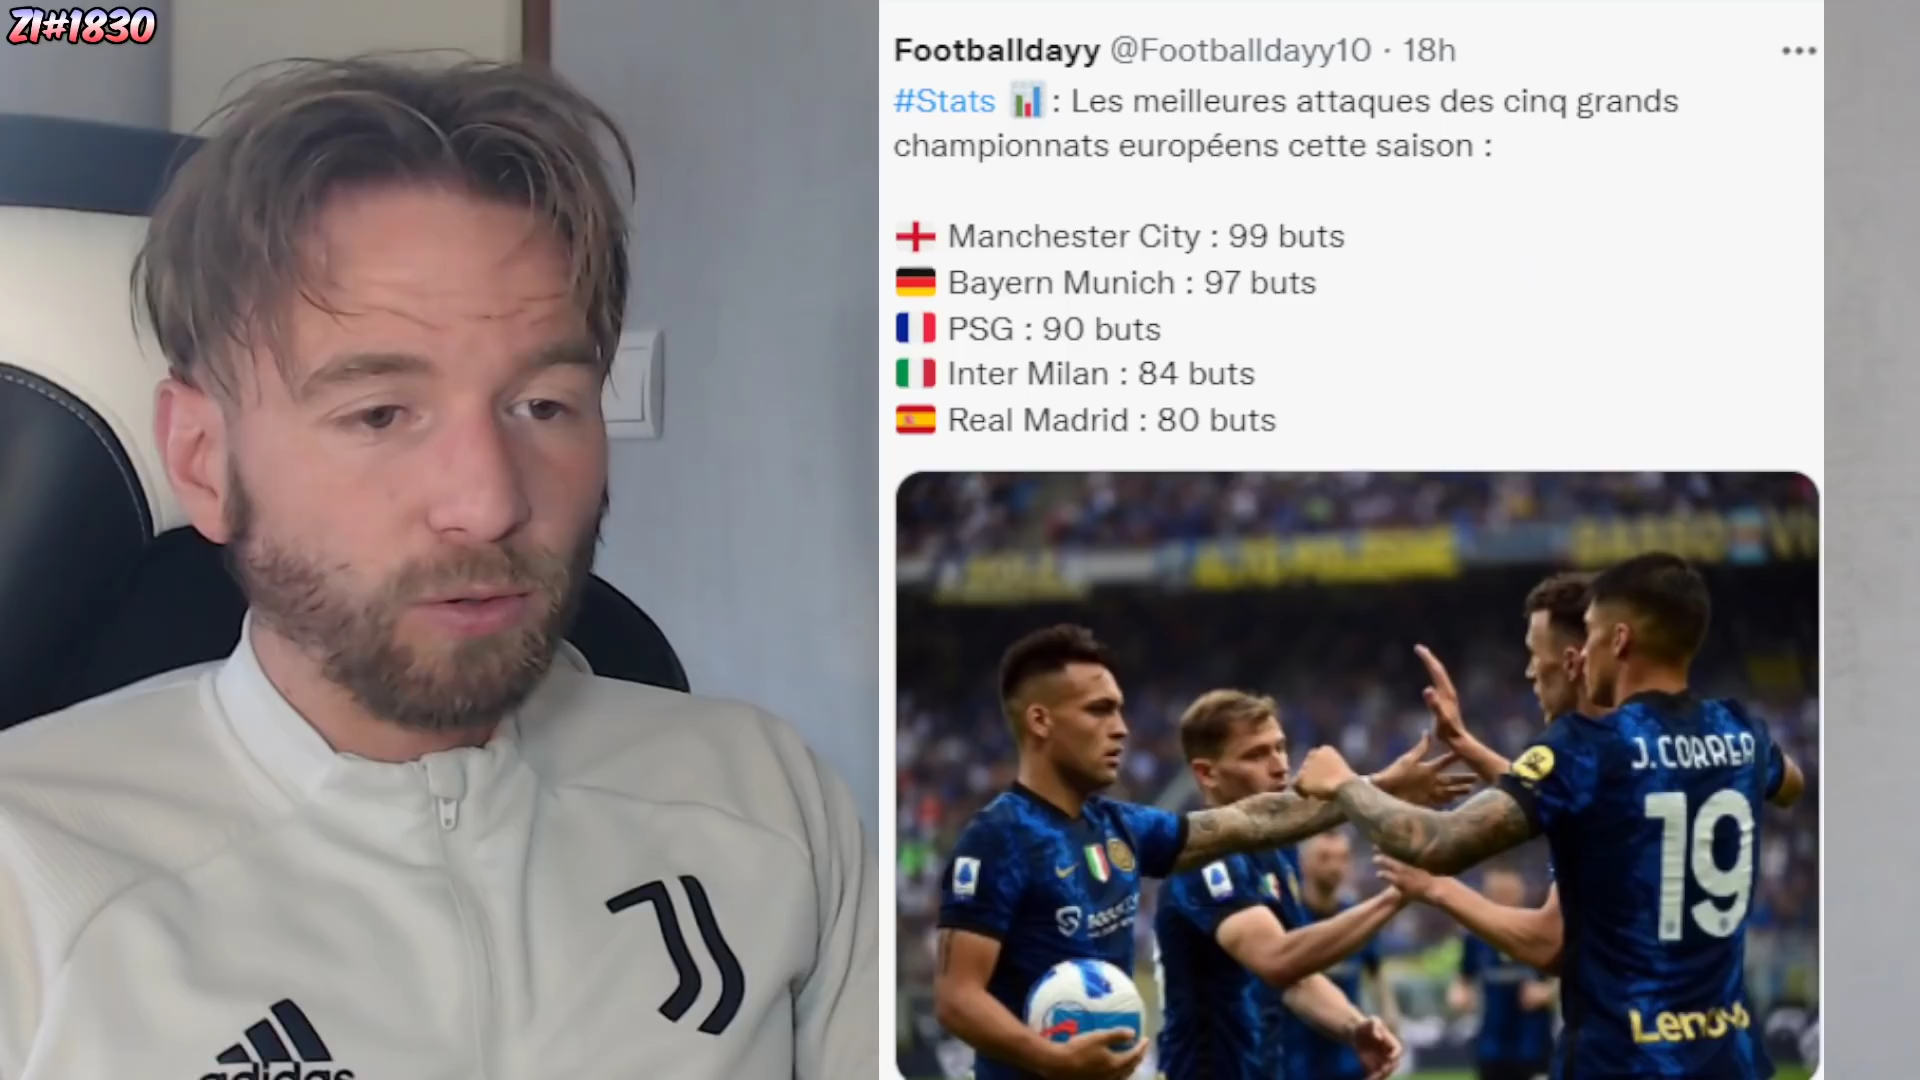 ZI#1830
Footballdayy @Footballdayy10 · 18h
#Stats 📊 : Les meilleures attaques des cinq grands
championnats européens cette saison :
Manchester City : 99 buts
Bayern Munich : 97 buts
PSG : 90 buts
Inter Milan : 84 buts
Real Madrid : 80 buts
J.CORREA
19
Lenovo
adidas